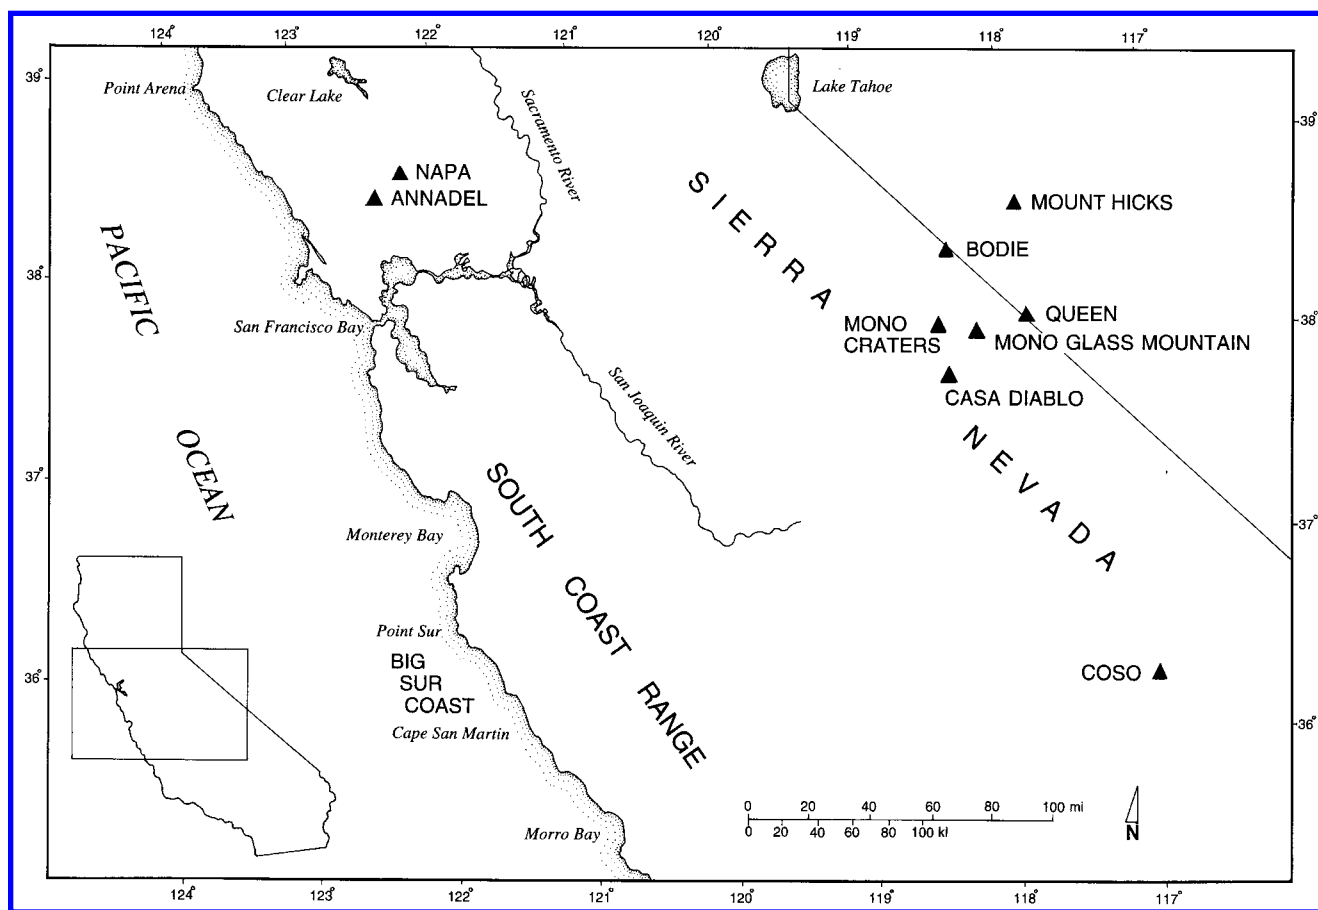 124° 123° 122° 121° 120° 119° 118° 117°
39°
Point Arena
Clear Lake
Sacramento River
Lake Tahoe
39°
NAPA
ANNADEL
SIERRA
MOUNT HICKS
BODIE
PACIFIC
38°
San Francisco Bay
MONO
CRATERS
QUEEN
38°
MONO GLASS MOUNTAIN
CASA DIABLO
San Joaquin River
OCEAN
NEVADA
37°
SOUTH COAST RANGE
Monterey Bay
37°
Point Sur
BIG
SUR
COAST
36°
COSO
Cape San Martin
36°
0 20 40 60 80 100 mi
0 20 40 60 80 100 kl
N
Morro Bay
124° 123° 122° 121° 120° 119° 118° 117°